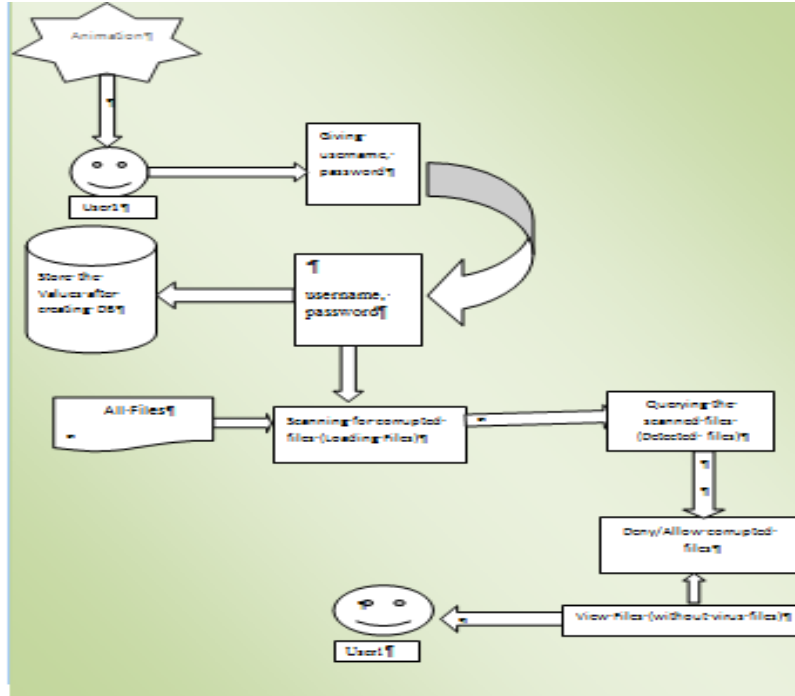 Animation¶
¶
Giving
username,
password¶
User1¶
¶
username,
password¶
Store the
Values after
creating DB¶
All Files¶
¶
Scanning for corrupted
files (Loading Files)¶
¶
Querying the
scanned files
(Detected files)¶
¶
¶
Deny/Allow corrupted
files¶
View Files (without virus files)¶
¶
¶
User1¶